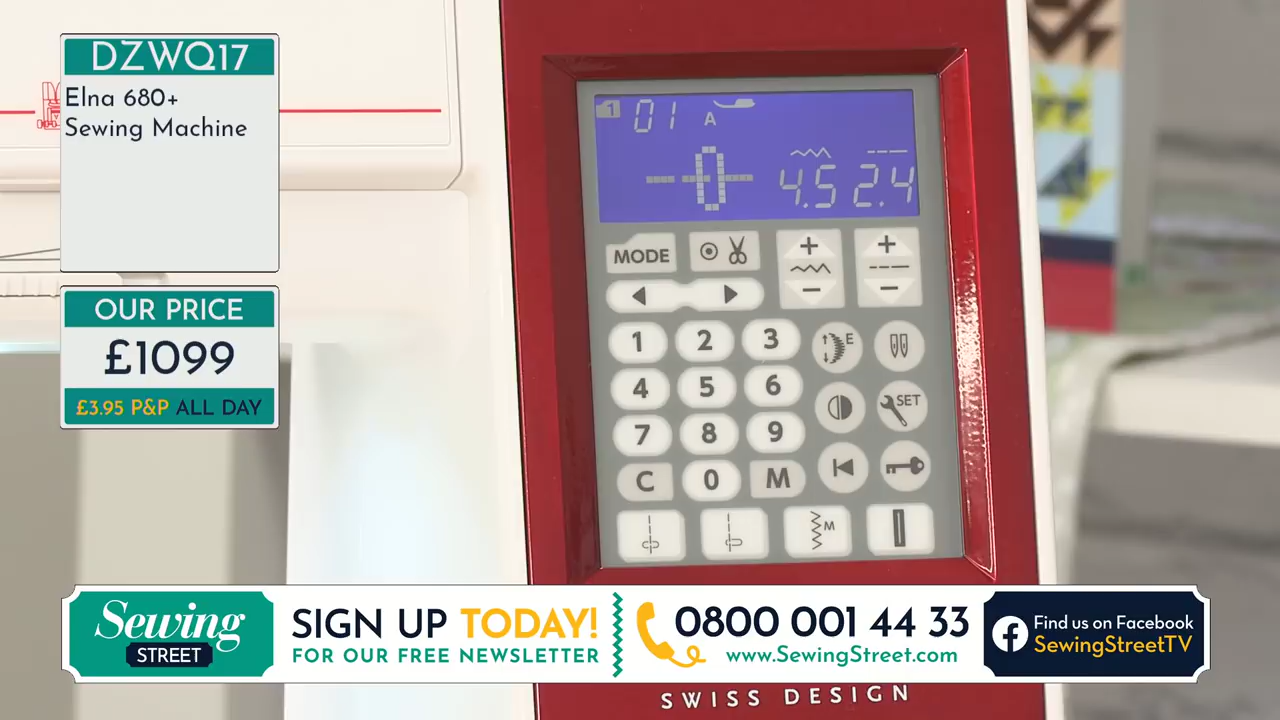 DZWQ17
Elna 680+
Sewing Machine
OUR PRICE
£1099
£3.95 P&P ALL DAY
1 01 A
0 4.5 2.4
MODE
+ +
- -
1 2 3
E
4 5 6
SET
7 8 9
C 0 M
M
Sewing
STREET
SIGN UP TODAY!
FOR OUR FREE NEWSLETTER
0800 001 44 33
www.SewingStreet.com
Find us on Facebook
SewingStreetTV
SWISS DESIGN